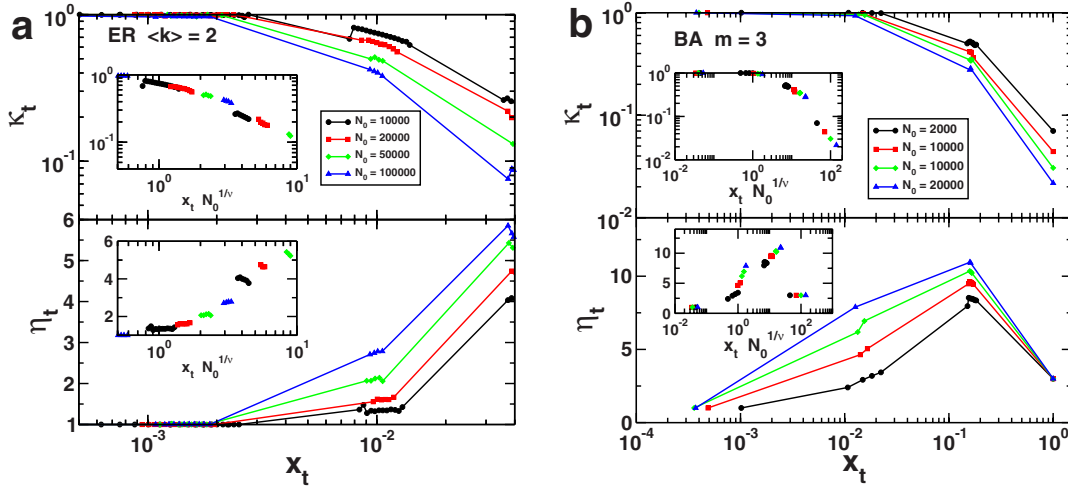 a
ER <k> = 2
κt
10^0
10^-1
10^0
10^-1
10^0
10^1
xt N0^1/ν
N0 = 10000
N0 = 20000
N0 = 50000
N0 = 100000
ηt
6
5
4
3
2
1
6
4
2
10^0
10^1
xt N0^1/ν
10^-3
10^-2
xt
b
BA m = 3
κt
10^0
10^-1
10^-2
10^0
10^-1
10^-2
10^-2
10^-1
10^0
10^1
10^2
xt N0^1/ν
N0 = 2000
N0 = 10000
N0 = 10000
N0 = 20000
ηt
10
5
0
10
5
0
10^-2
10^0
10^2
xt N0^1/ν
10^-4
10^-3
10^-2
10^-1
10^0
xt